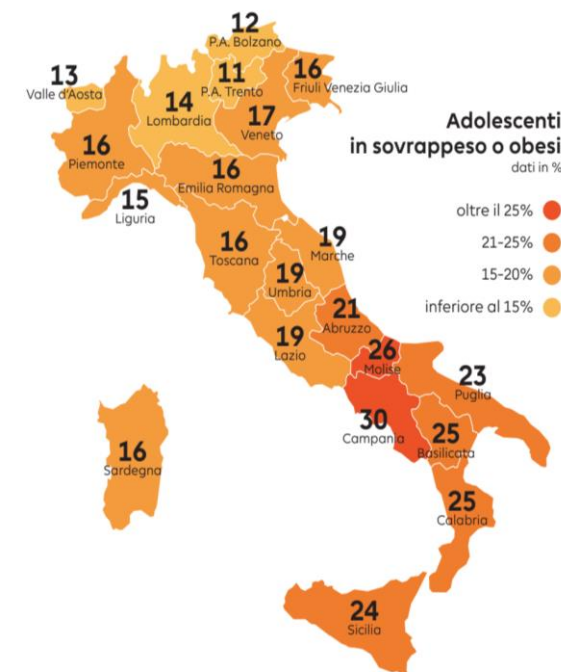 12
P.A. Bolzano
13
Valle d'Aosta
11
P.A. Trento
16
Friuli Venezia Giulia
14
Lombardia
17
Veneto
16
Piemonte
16
Emilia Romagna
15
Liguria
16
Toscana
19
Marche
19
Umbria
19
Lazio
21
Abruzzo
26
Molise
23
Puglia
30
Campania
25
Basilicata
25
Calabria
16
Sardegna
24
Sicilia
Adolescenti
in sovrappeso o obesi
dati in %
oltre il 25%
21-25%
15-20%
inferiore al 15%